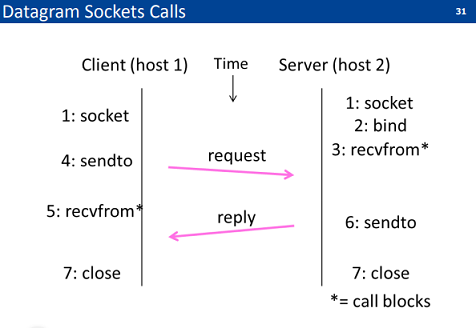 Datagram Sockets Calls
31
Client (host 1)
Time
Server (host 2)
1: socket
1: socket
2: bind
3: recvfrom*
4: sendto
request
5: recvfrom*
reply
6: sendto
7: close
7: close
*= call blocks